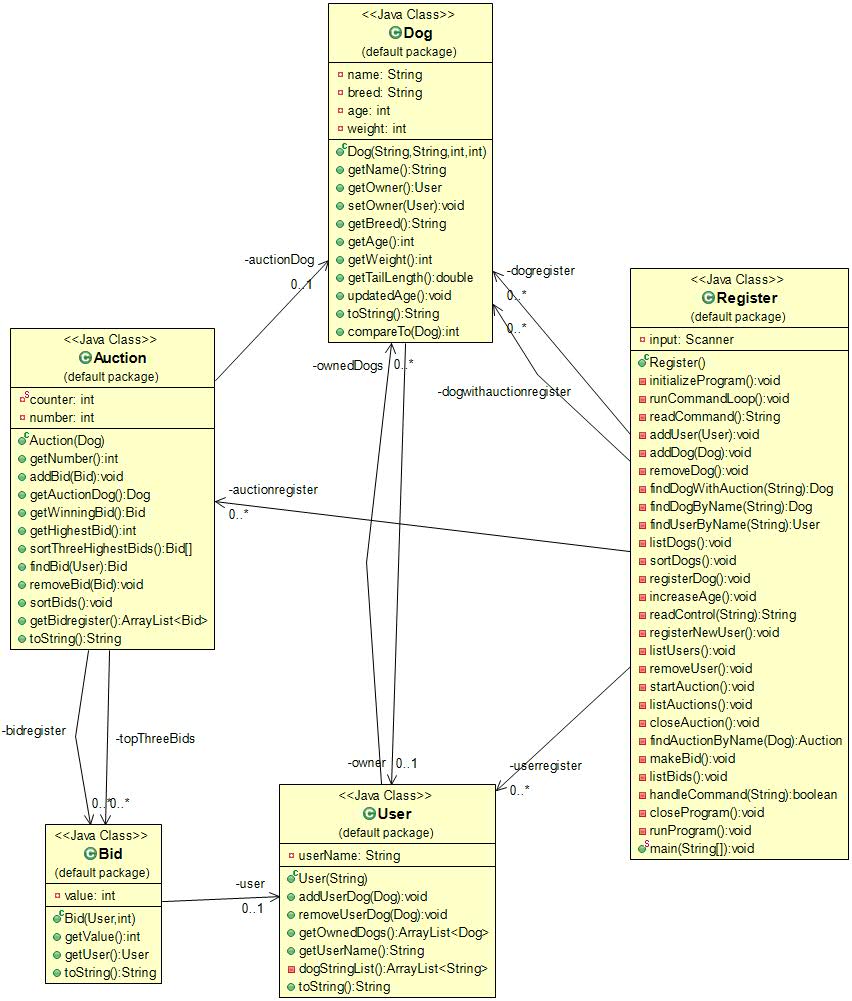 <<Java Class>>
Dog
(default package)
name: String
breed: String
age: int
weight: int
Dog(String,String,int,int)
getName():String
getOwner():User
setOwner(User):void
getBreed():String
getAge():int
getWeight():int
getTailLength():double
updatedAge():void
toString():String
compareTo(Dog):int
-auctionDog
0..1
-dogregister
0..*
0..*
-dogwithauctionregister
-ownedDogs
0..*
<<Java Class>>
Auction
(default package)
counter: int
number: int
Auction(Dog)
getNumber():int
addBid(Bid):void
getAuctionDog():Dog
getWinningBid():Bid
getHighestBid():int
sortThreeHighestBids():Bid[]
findBid(User):Bid
removeBid(Bid):void
sortBids():void
getBidregister():ArrayList<Bid>
toString():String
-auctionregister
0..*
<<Java Class>>
Register
(default package)
input: Scanner
Register()
initializeProgram():void
runCommandLoop():void
readCommand():String
addUser(User):void
addDog(Dog):void
removeDog():void
findDogWithAuction(String):Dog
findDogByName(String):Dog
findUserByName(String):User
listDogs():void
sortDogs():void
registerDog():void
increaseAge():void
readControl(String):String
registerNewUser():void
listUsers():void
removeUser():void
startAuction():void
listAuctions():void
closeAuction():void
findAuctionByName(Dog):Auction
makeBid():void
listBids():void
handleCommand(String):boolean
closeProgram():void
runProgram():void
main(String[]):void
-bidregister
-topThreeBids
0..*
0..*
-owner
0..1
-userregister
0..*
<<Java Class>>
Bid
(default package)
value: int
Bid(User,int)
getValue():int
getUser():User
toString():String
-user
0..1
<<Java Class>>
User
(default package)
userName: String
User(String)
addUserDog(Dog):void
removeUserDog(Dog):void
getOwnedDogs():ArrayList<Dog>
getUserName():String
dogStringList():ArrayList<String>
toString():String